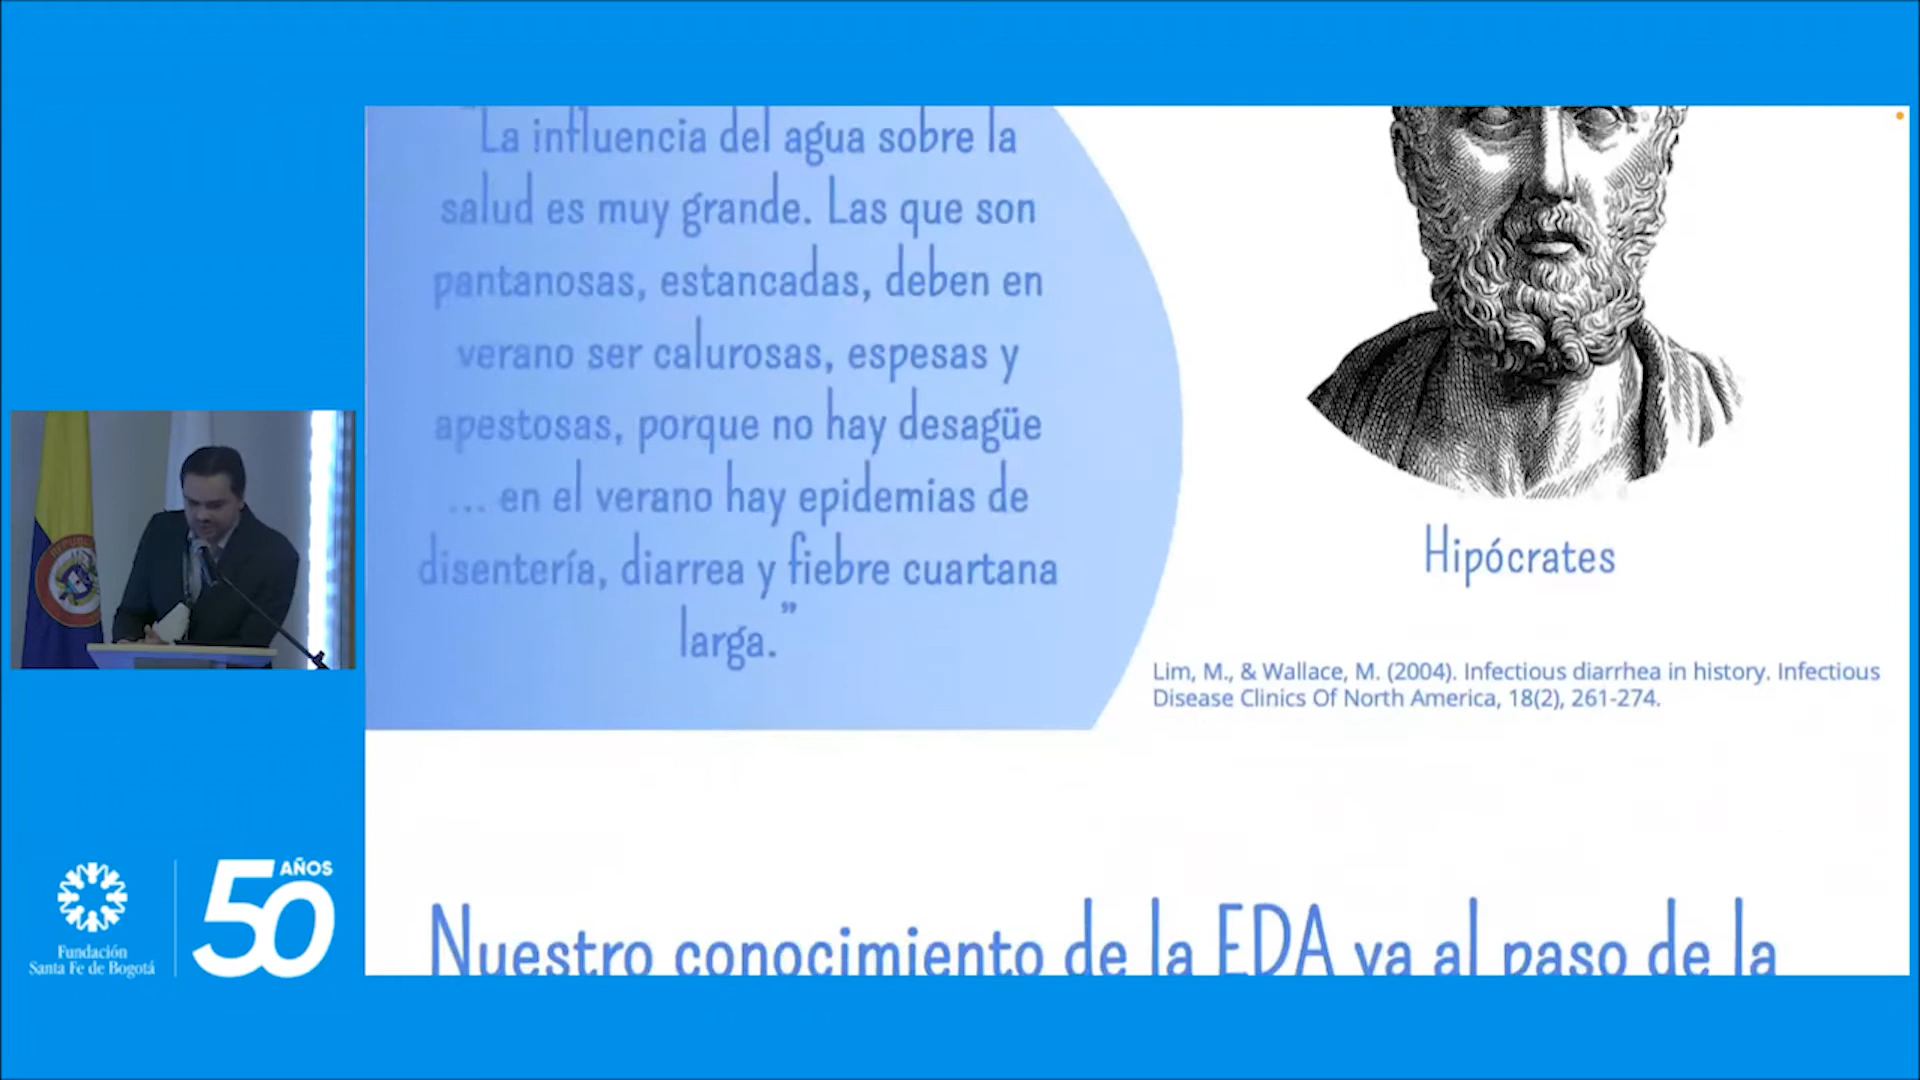 "La influencia del agua sobre la
salud es muy grande. Las que son
pantanosas, estancadas, deben en
verano ser calurosas, espesas y
apestosas, porque no hay desagüe
... en el verano hay epidemias de
disentería, diarrea y fiebre cuartana
larga.”
Hipócrates
Lim, M., & Wallace, M. (2004). Infectious diarrhea in history. Infectious
Disease Clinics Of North America, 18(2), 261-274.
Nuestro conocimiento de la EDA va al paso de la
Fundación
Santa Fe de Bogotá
50 AÑOS